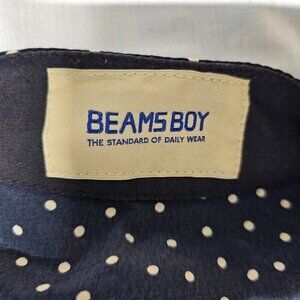 BEAMS BOY
THE STANDARD OF DAILY WEAR